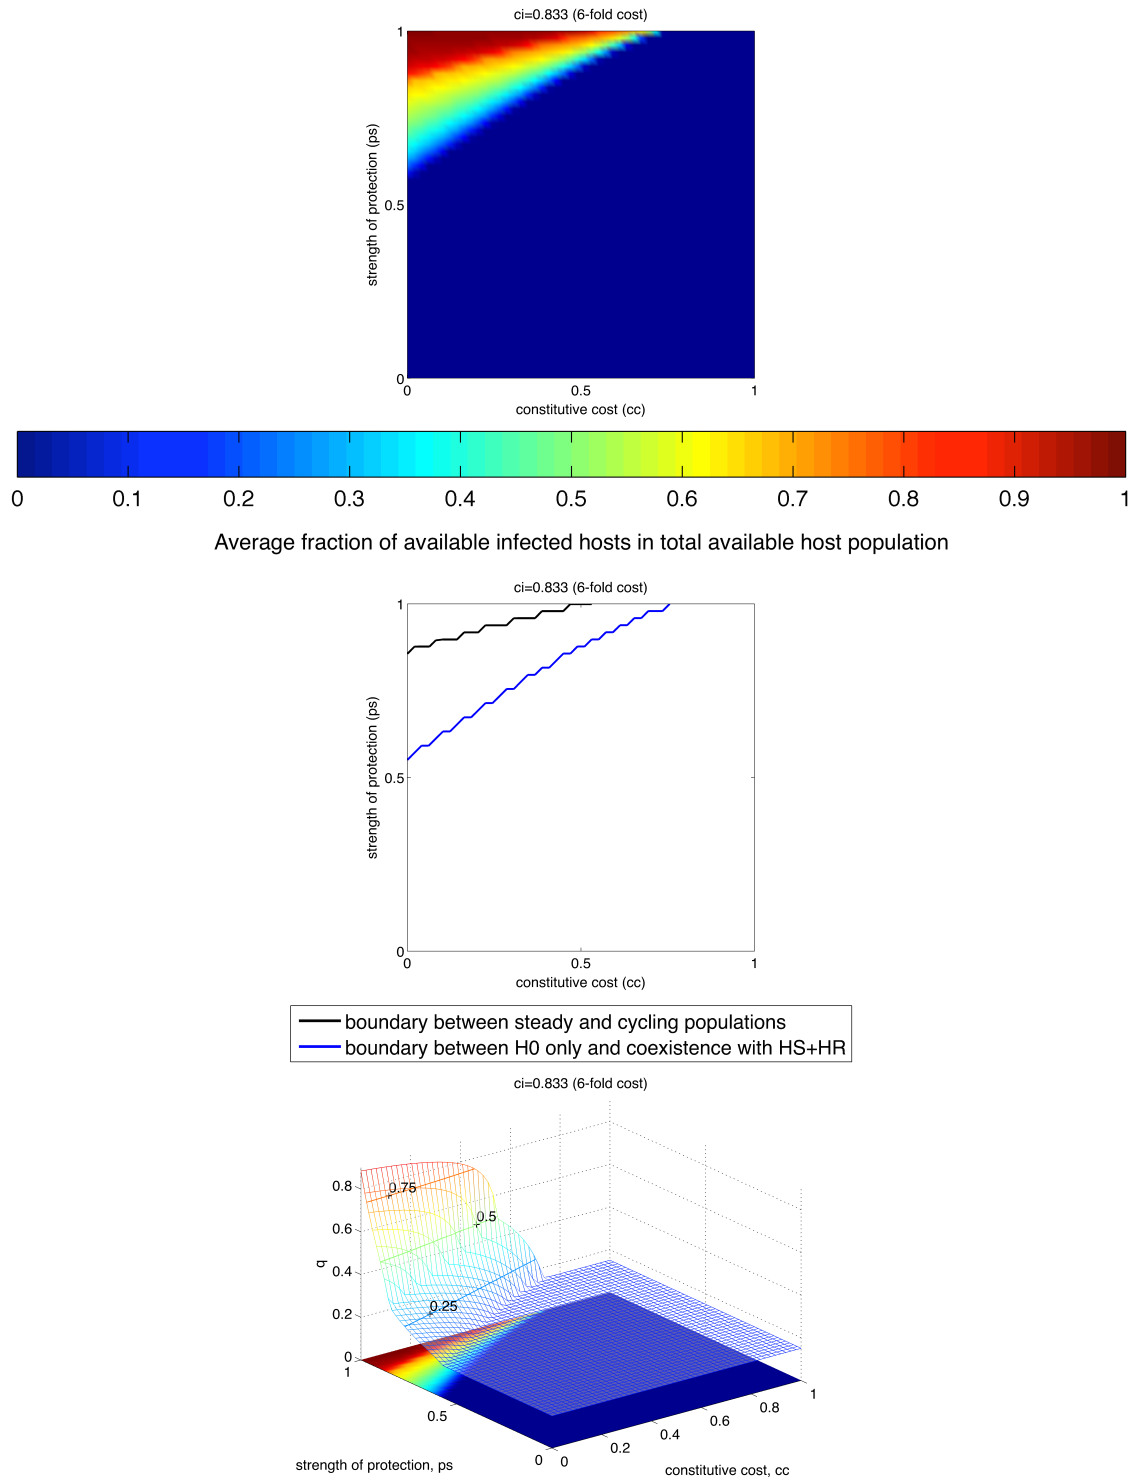 ci=0.833 (6-fold cost)
1
0.5
0
strength of protection (ps)
0 0.5 1
constitutive cost (cc)
0 0.1 0.2 0.3 0.4 0.5 0.6 0.7 0.8 0.9 1
Average fraction of available infected hosts in total available host population
ci=0.833 (6-fold cost)
1
0.5
0
strength of protection (ps)
0 0.5 1
constitutive cost (cc)
boundary between steady and cycling populations
boundary between H0 only and coexistence with HS+HR
ci=0.833 (6-fold cost)
0.8
0.6
0.4
0.2
0
q
0.75
0.5
0.25
1
0.5
0
0
0.2
0.4
0.6
0.8
1
strength of protection, ps
constitutive cost, cc